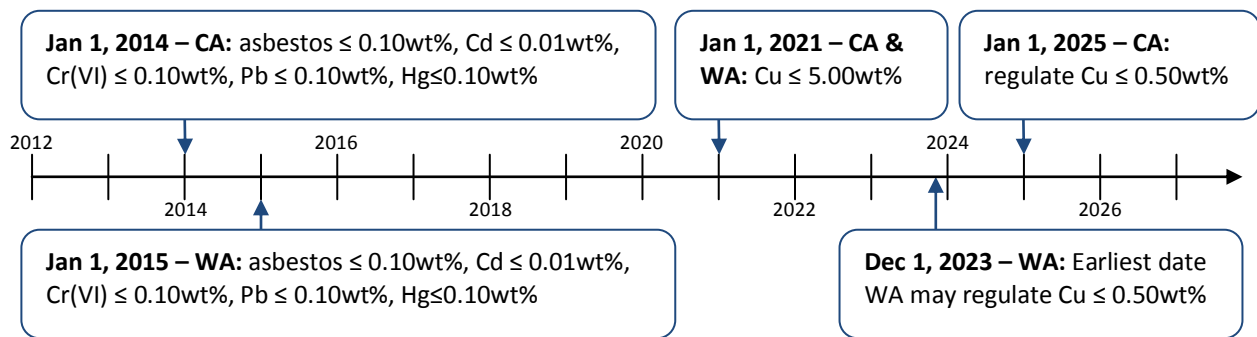 Jan 1, 2014 – CA: asbestos ≤ 0.10wt%, Cd ≤ 0.01wt%,
Cr(VI) ≤ 0.10wt%, Pb ≤ 0.10wt%, Hg≤0.10wt%
Jan 1, 2021 – CA &
WA: Cu ≤ 5.00wt%
Jan 1, 2025 – CA:
regulate Cu ≤ 0.50wt%
2012 2016 2020 2024
2014 2018 2022 2026
Jan 1, 2015 – WA: asbestos ≤ 0.10wt%, Cd ≤ 0.01wt%,
Cr(VI) ≤ 0.10wt%, Pb ≤ 0.10wt%, Hg≤0.10wt%
Dec 1, 2023 – WA: Earliest date
WA may regulate Cu ≤ 0.50wt%